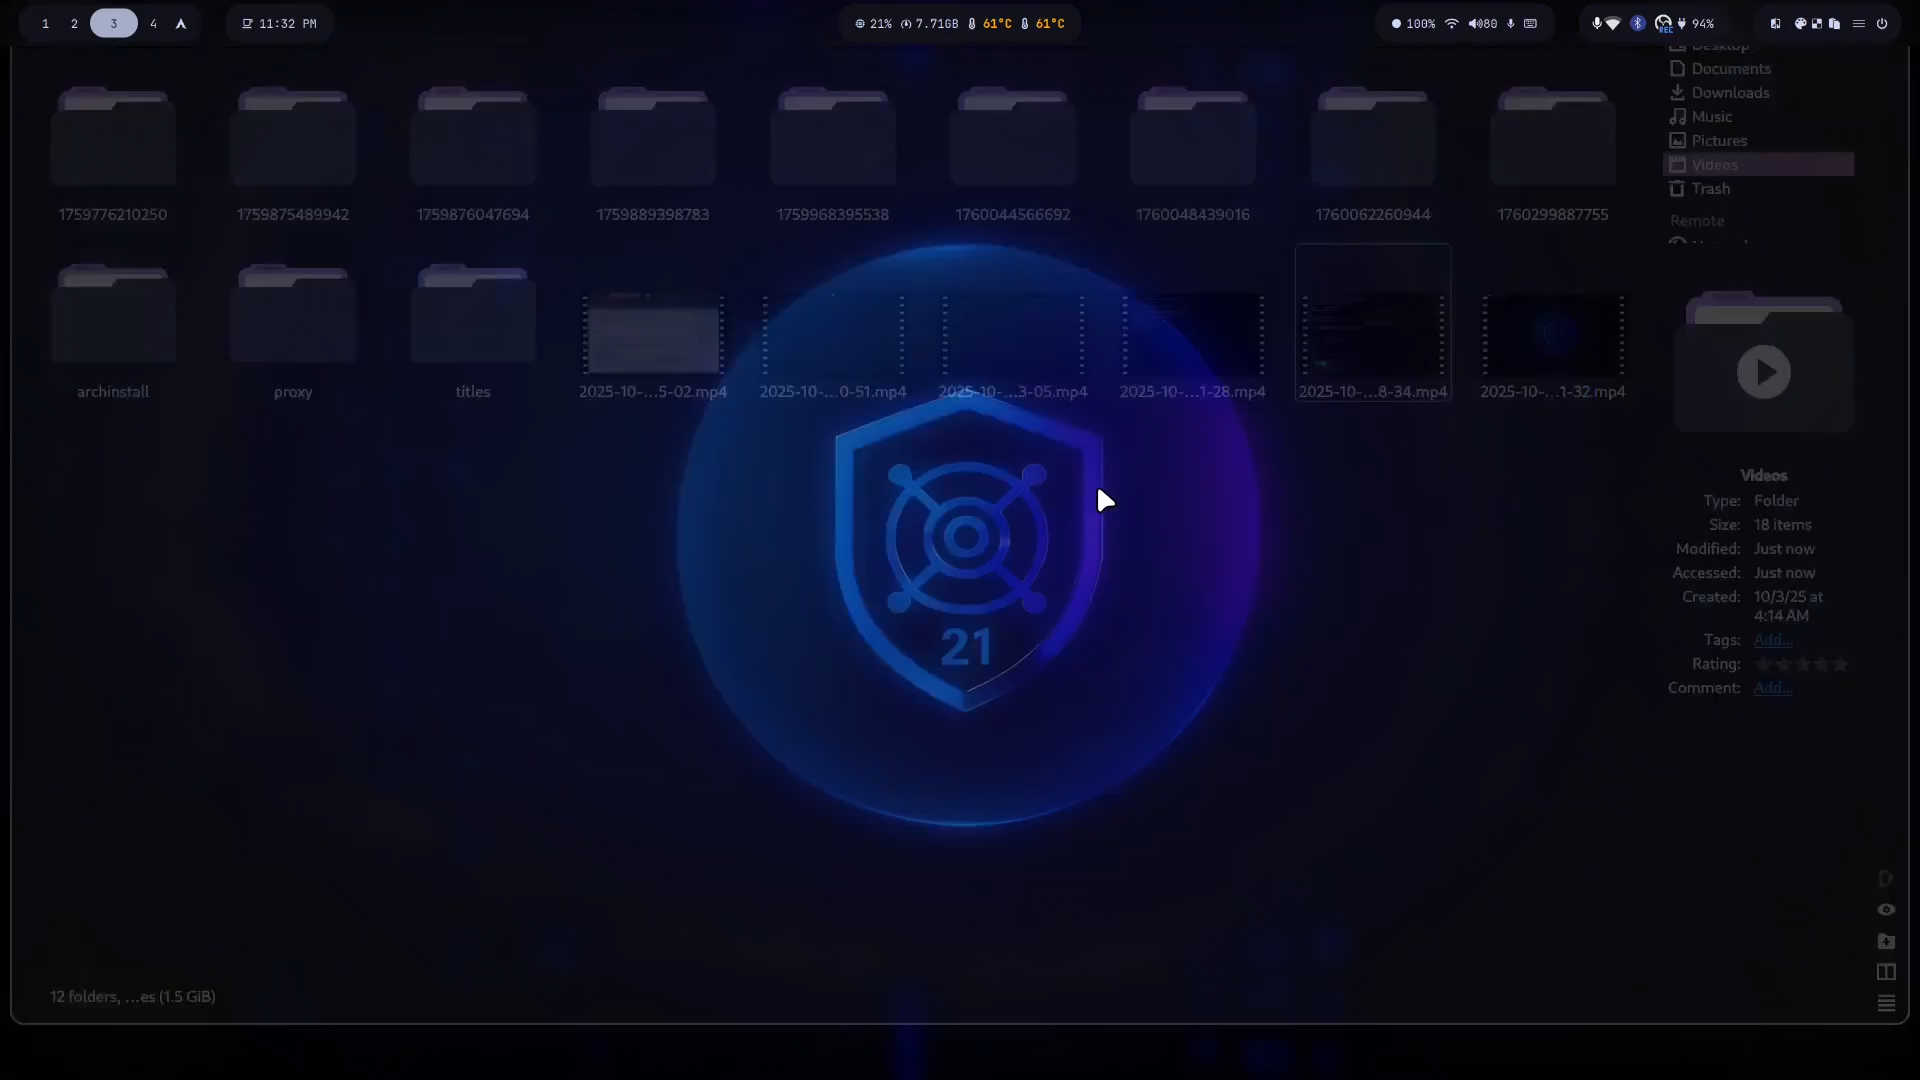 1 2 3 4
11:32 PM
21% 7.71GB 61°C 61°C
100% 80
REC
94%
Desktop
Documents
Downloads
Music
Pictures
Videos
Trash
Remote
1759776210250
1759875489942
1759876047694
1759889398783
1759968395538
1760044566692
1760048439016
1760062260944
1760299887755
archinstall
proxy
titles
2025-10-...5-02.mp4
2025-10-...0-51.mp4
2025-10-...3-05.mp4
2025-10-...1-28.mp4
2025-10-...8-34.mp4
2025-10-...1-32.mp4
21
Videos
Type: Folder
Size: 18 items
Modified: Just now
Accessed: Just now
Created: 10/3/25 at
4:14 AM
Tags: Add...
Rating:
Comment: Add...
12 folders, ...es (1.5 GiB)